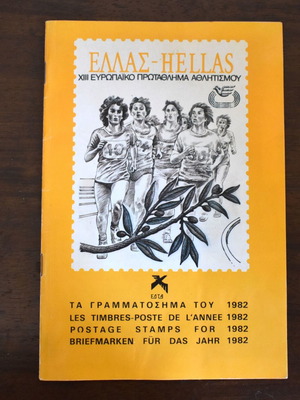 ΕΛΛΑΣ-HELLAS
XIII ΕΥΡΩΠΑΪΚΟ ΠΡΩΤΑΘΛΗΜΑ ΑΘΛΗΤΙΣΜΟΥ
ΕΛΤΑ
ΤΑ ΓΡΑΜΜΑΤΟΣΗΜΑ ΤΟΥ 1982
LES TIMBRES-POSTE DE L'ANNEE 1982
POSTAGE STAMPS FOR 1982
BRIEFMARKEN FÜR DAS JAHR 1982